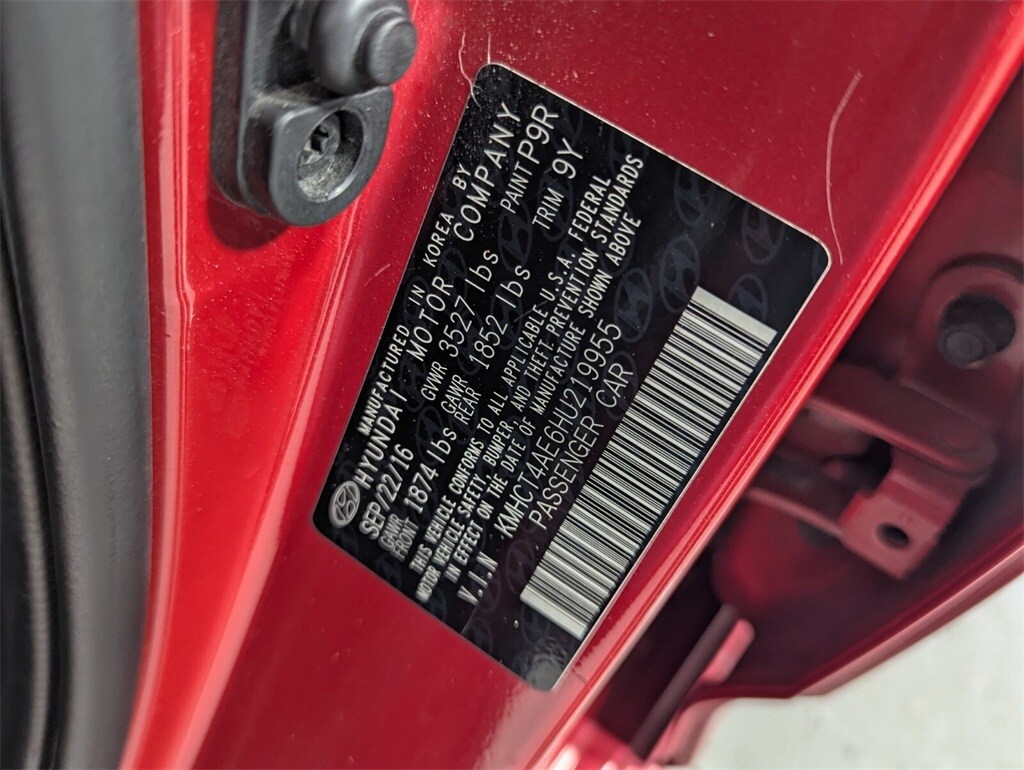 MANUFACTURED IN KOREA BY
HYUNDAI MOTOR COMPANY
SEP/22/16 GVWR 3527 lbs PAINT P9R
GAWR FRONT 1874 lbs GAWR REAR 1852 lbs TRIM 9Y
THIS VEHICLE CONFORMS TO ALL APPLICABLE U.S.A. FEDERAL
MOTOR VEHICLE SAFETY, BUMPER, AND THEFT PREVENTION STANDARDS
IN EFFECT ON THE DATE OF MANUFACTURE SHOWN ABOVE
V.I.N KMHCT4AE6HU219955
PASSENGER CAR